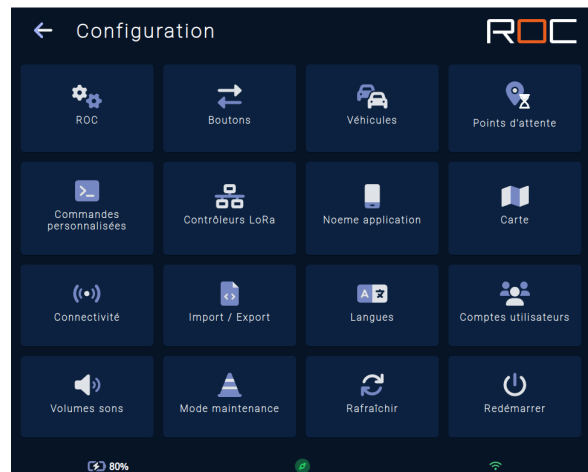 Configuration
ROC
ROC
Boutons
Véhicules
Points d'attente
Commandes
personnalisées
Contrôleurs LoRa
Noeme application
Carte
Connectivité
Import / Export
Langues
Comptes utilisateurs
Volumes sons
Mode maintenance
Rafraîchir
Redémarrer
80%